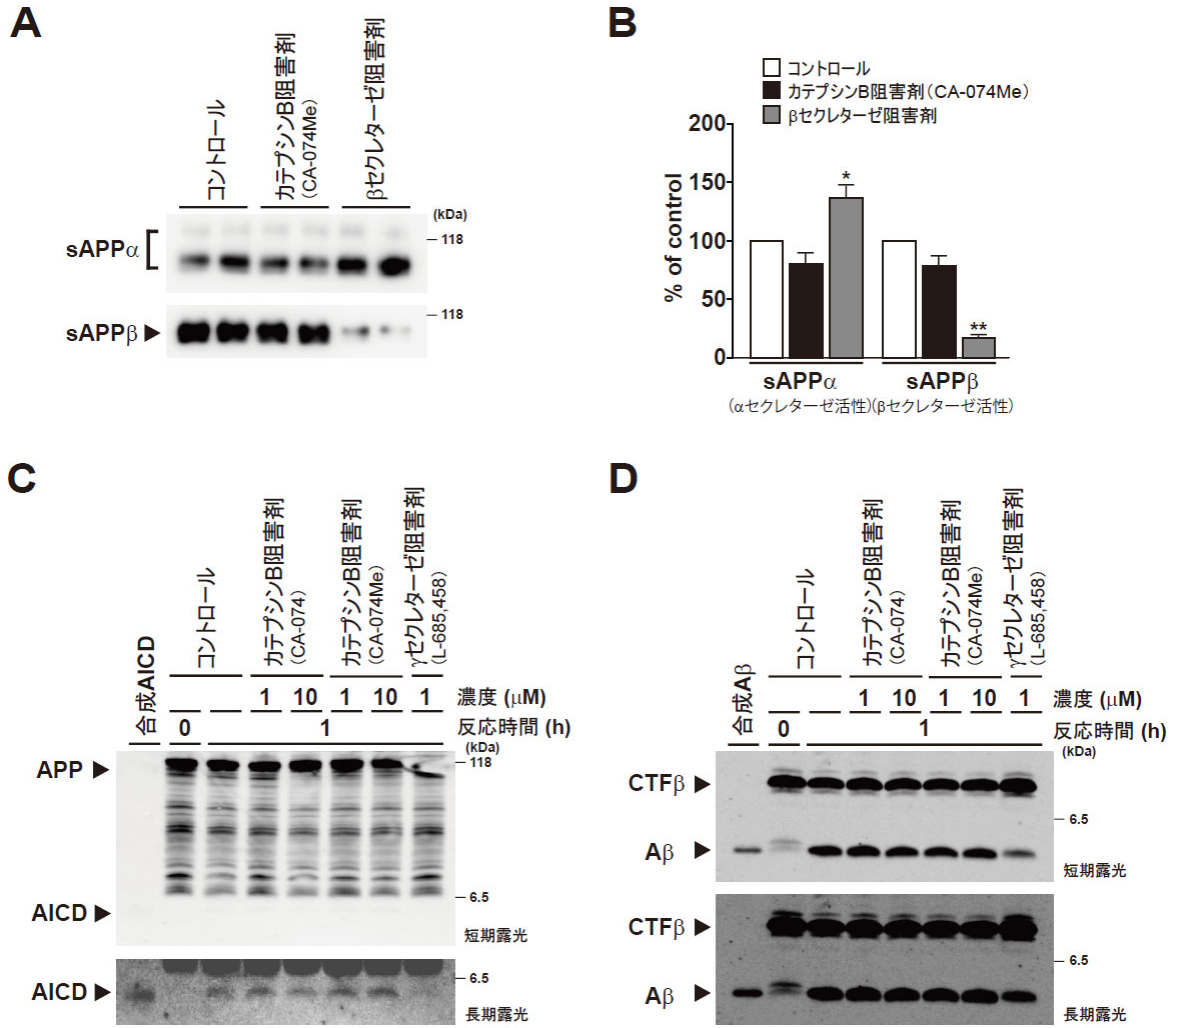 A
コントロール
カテプシンB阻害剤
(CA-074Me)
βセクレターゼ阻害剤
(kDa)
sAPPα
118
sAPPβ
118
B
コントロール
カテプシンB阻害剤(CA-074Me)
βセクレターゼ阻害剤
% of control
200
150
100
50
0
*
**
sAPPα
sAPPβ
(αセクレターゼ活性)(βセクレターゼ活性)
C
合成AICD
コントロール
カテプシンB阻害剤
(CA-074)
カテプシンB阻害剤
(CA-074Me)
γセクレターゼ阻害剤
(L-685,458)
1 10 1 10 1 濃度 (μM)
0 1 反応時間 (h)
(kDa)
APP
118
6.5
AICD
短期露光
6.5
AICD
長期露光
D
合成Aβ
コントロール
カテプシンB阻害剤
(CA-074)
カテプシンB阻害剤
(CA-074Me)
γセクレターゼ阻害剤
(L-685,458)
1 10 1 10 1 濃度 (μM)
0 1 反応時間 (h)
(kDa)
CTFβ
6.5
Aβ
短期露光
CTFβ
6.5
Aβ
長期露光